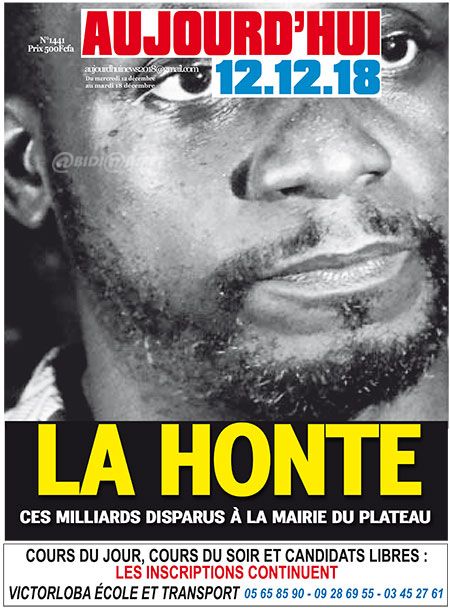 N°1441
Prix 500Fcfa
AUJOURD'HUI
aujourdhuinews2018@gmail.com
Du mercredi 12 décembre
au mardi 18 décembre
12.12.18
@BIDJ@N.NET
LA HONTE
CES MILLIARDS DISPARUS À LA MAIRIE DU PLATEAU
COURS DU JOUR, COURS DU SOIR ET CANDIDATS LIBRES :
LES INSCRIPTIONS CONTINUENT
VICTORLOBA ÉCOLE ET TRANSPORT 05 65 85 90 - 09 28 69 55 - 03 45 27 61